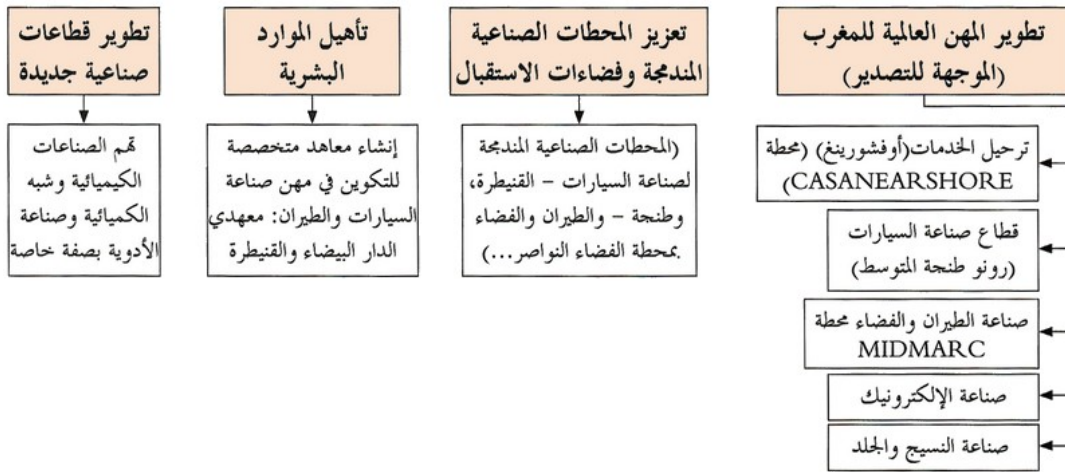 تطوير المهن العالمية للمغرب
(الموجهة للتصدير)
ترحيل الخدمات(أوفشورينغ) (محطة
CASANEARSHORE)
قطاع صناعة السيارات
(رونو طنجة المتوسط)
صناعة الطيران والفضاء محطة
MIDMARC
صناعة الإلكترونيك
صناعة النسيج والجلد
تعزيز المحطات الصناعية
المندمجة وفضاءات الاستقبال
(المحطات الصناعية المندمجة
لصناعة السيارات – القنيطرة،
وطنجة – والطيران والفضاء
بمحطة الفضاء النواصر...)
تأهيل الموارد
البشرية
إنشاء معاهد متخصصة
للتكوين في مهن صناعة
السيارات والطيران: معهدي
الدار البيضاء والقنيطرة
تطوير قطاعات
صناعية جديدة
تهم الصناعات
الكيميائية وشبه
الكميائية وصناعة
الأدوية بصفة خاصة